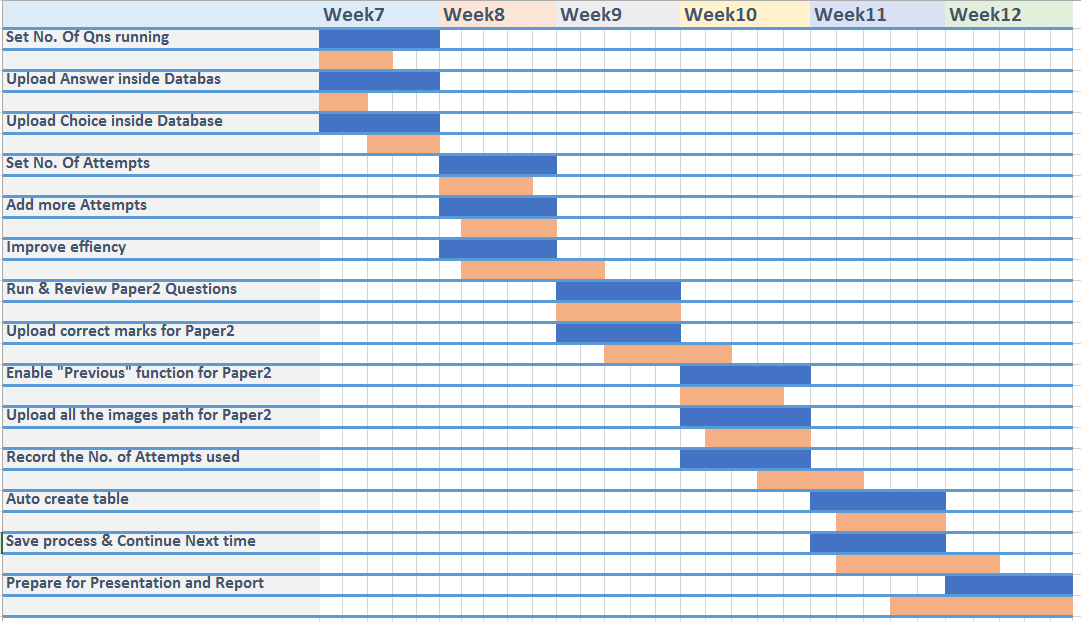 Week7 Week8 Week9 Week10 Week11 Week12
Set No. Of Qns running
Upload Answer inside Databas
Upload Choice inside Database
Set No. Of Attempts
Add more Attempts
Improve effiency
Run & Review Paper2 Questions
Upload correct marks for Paper2
Enable "Previous" function for Paper2
Upload all the images path for Paper2
Record the No. of Attempts used
Auto create table
Save process & Continue Next time
Prepare for Presentation and Report